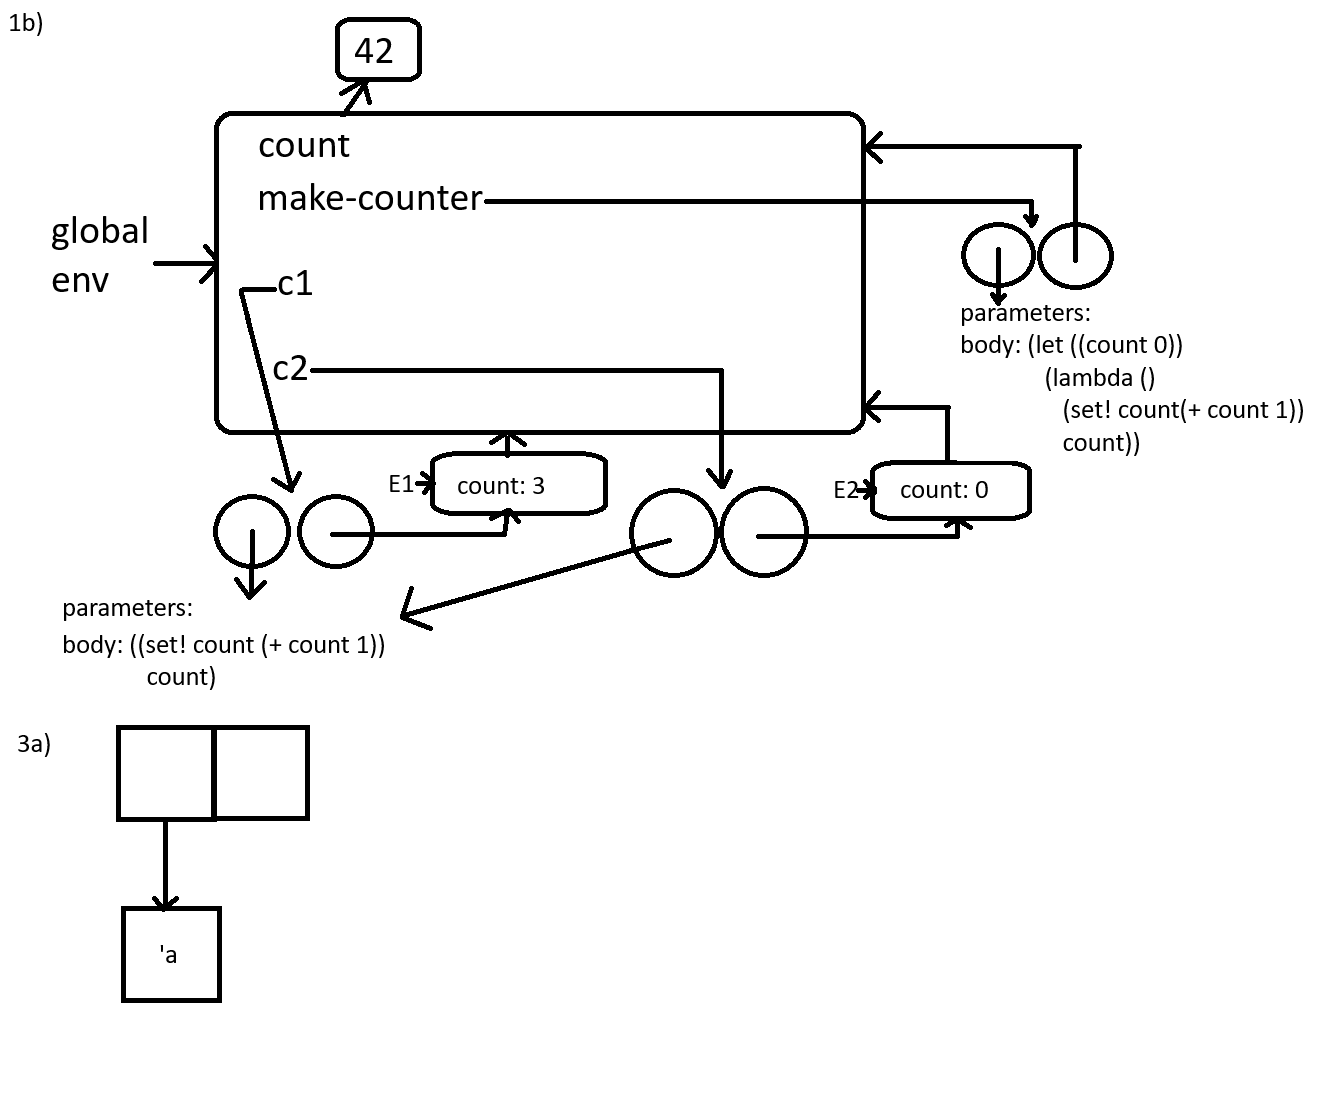 1b)
42
count
make-counter
global
env
c1
c2
parameters:
body: (let ((count 0))
(lambda ()
(set! count(+ count 1))
count))
E1
count: 3
E2
count: 0
parameters:
body: ((set! count (+ count 1))
count)
3a)
'a